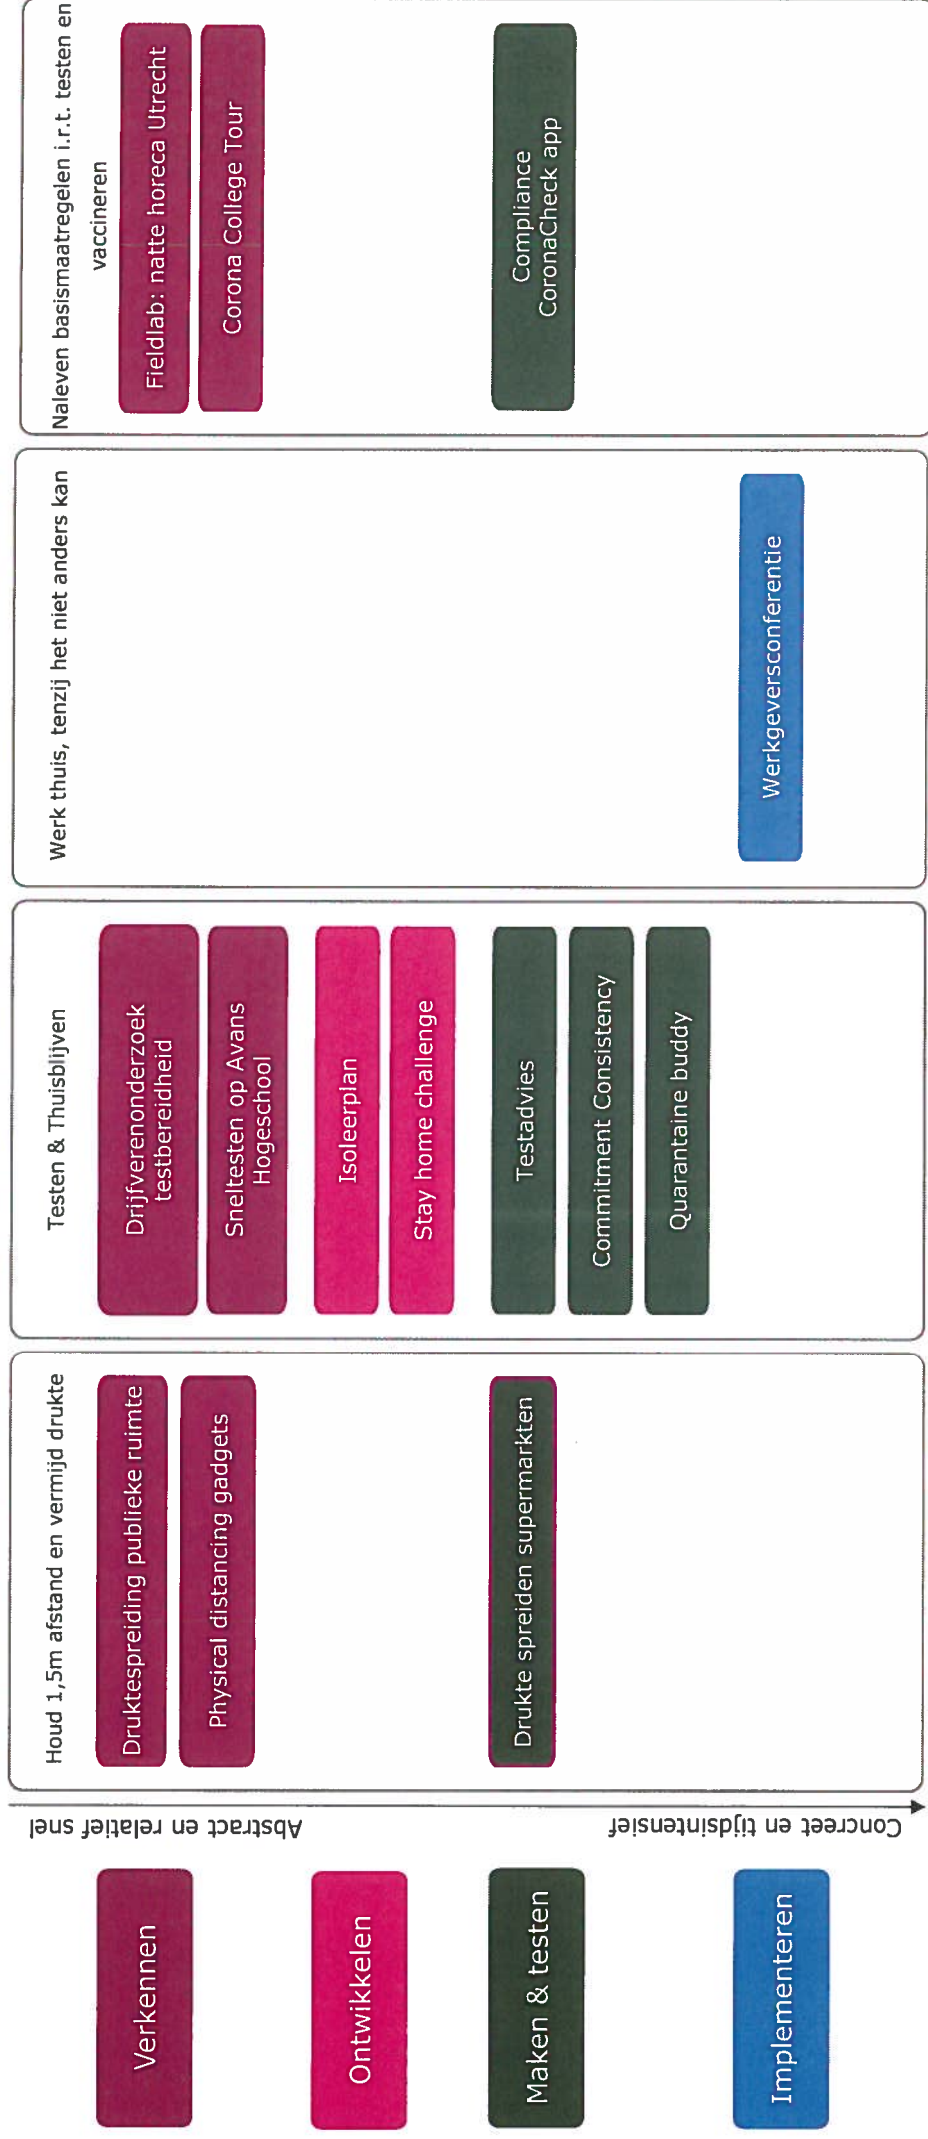 Verkennen
Ontwikkelen
Maken & testen
Implementeren
Abstract en relatief snel
Concreet en tijdsintensief
Houd 1,5m afstand en vermijd drukte
Druktespreiding publieke ruimte
Physical distancing gadgets
Drukte spreiden supermarkten
Testen & Thuisblijven
Drijfverenonderzoek
testbereidheid
Sneltesten op Avans
Hogeschool
Isoleerplan
Stay home challenge
Testadvies
Commitment Consistency
Quarantaine buddy
Werk thuis, tenzij het niet anders kan
Werkgeversconferentie
Naleven basismaatregelen i.r.t. testen en
vaccineren
Fieldlab: natte horeca Utrecht
Corona College Tour
Compliance
CoronaCheck app